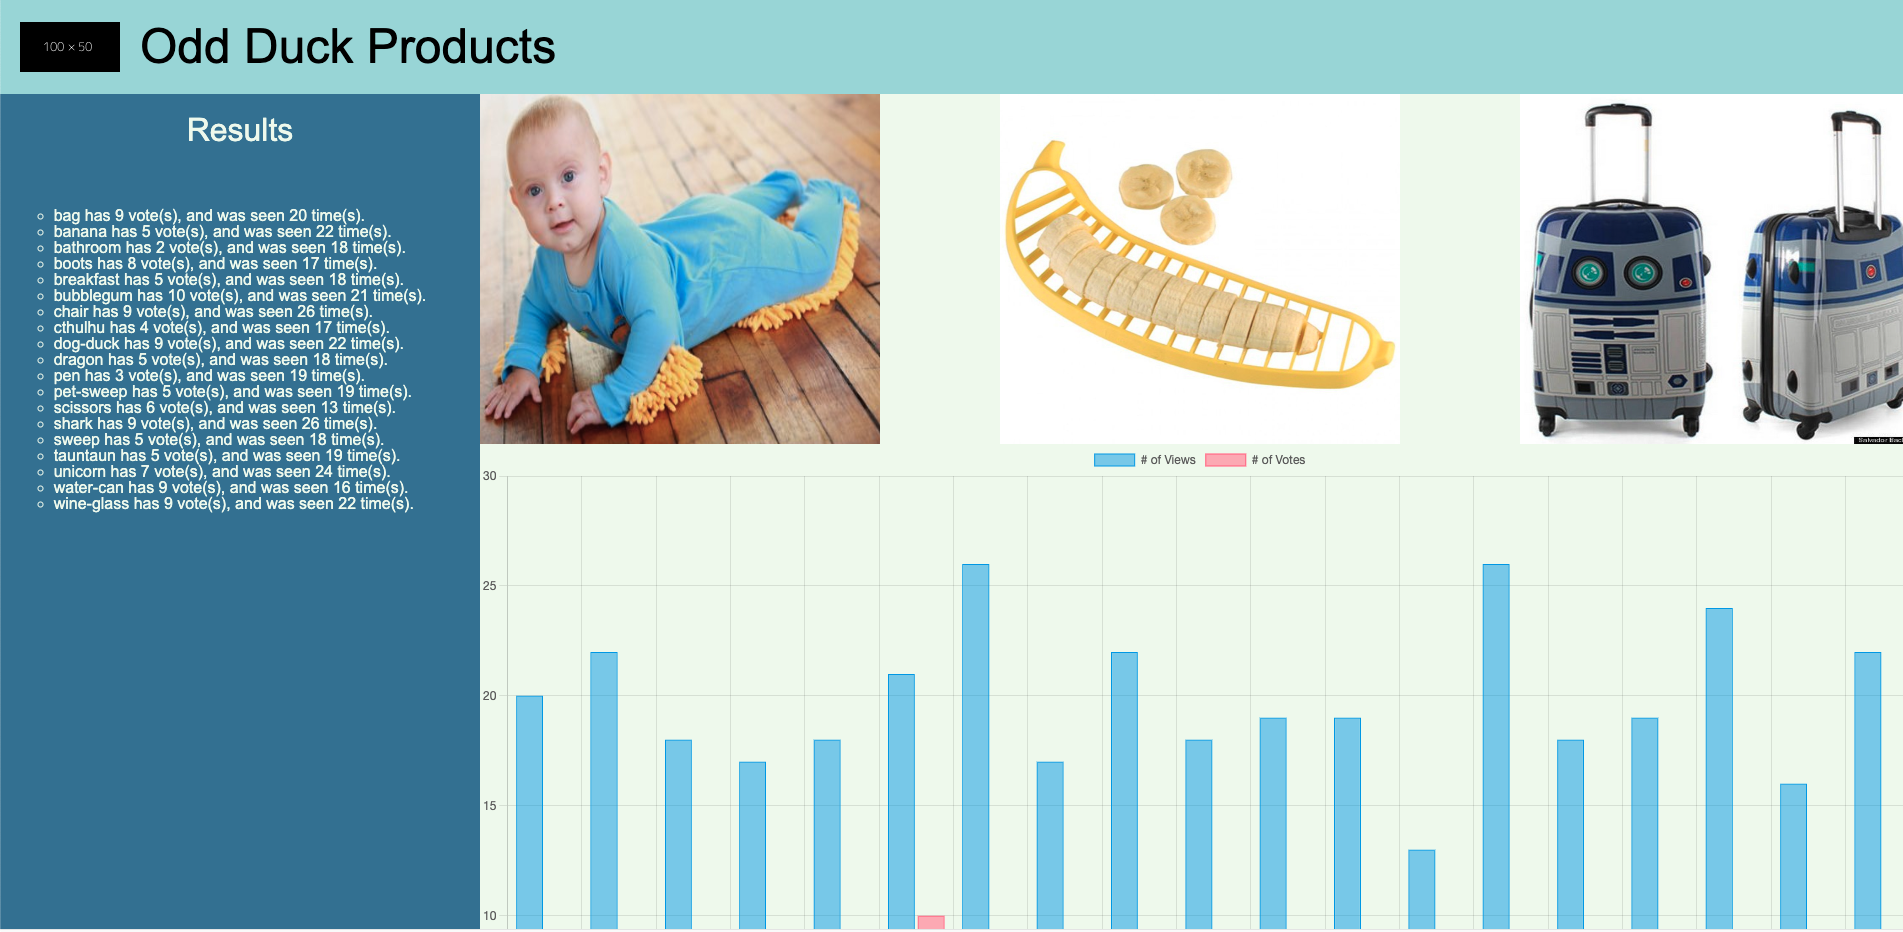 100 × 50
Odd Duck Products
Results
bag has 9 vote(s), and was seen 20 time(s).
banana has 5 vote(s), and was seen 22 time(s).
bathroom has 2 vote(s), and was seen 18 time(s).
boots has 8 vote(s), and was seen 17 time(s).
breakfast has 5 vote(s), and was seen 18 time(s).
bubblegum has 10 vote(s), and was seen 21 time(s).
chair has 9 vote(s), and was seen 26 time(s).
cthulhu has 4 vote(s), and was seen 17 time(s).
dog-duck has 9 vote(s), and was seen 22 time(s).
dragon has 5 vote(s), and was seen 18 time(s).
pen has 3 vote(s), and was seen 19 time(s).
pet-sweep has 5 vote(s), and was seen 19 time(s).
scissors has 6 vote(s), and was seen 13 time(s).
shark has 9 vote(s), and was seen 26 time(s).
sweep has 5 vote(s), and was seen 18 time(s).
tauntaun has 5 vote(s), and was seen 19 time(s).
unicorn has 7 vote(s), and was seen 24 time(s).
water-can has 9 vote(s), and was seen 16 time(s).
wine-glass has 9 vote(s), and was seen 22 time(s).
Salvador
# of Views # of Votes
30
25
20
15
10